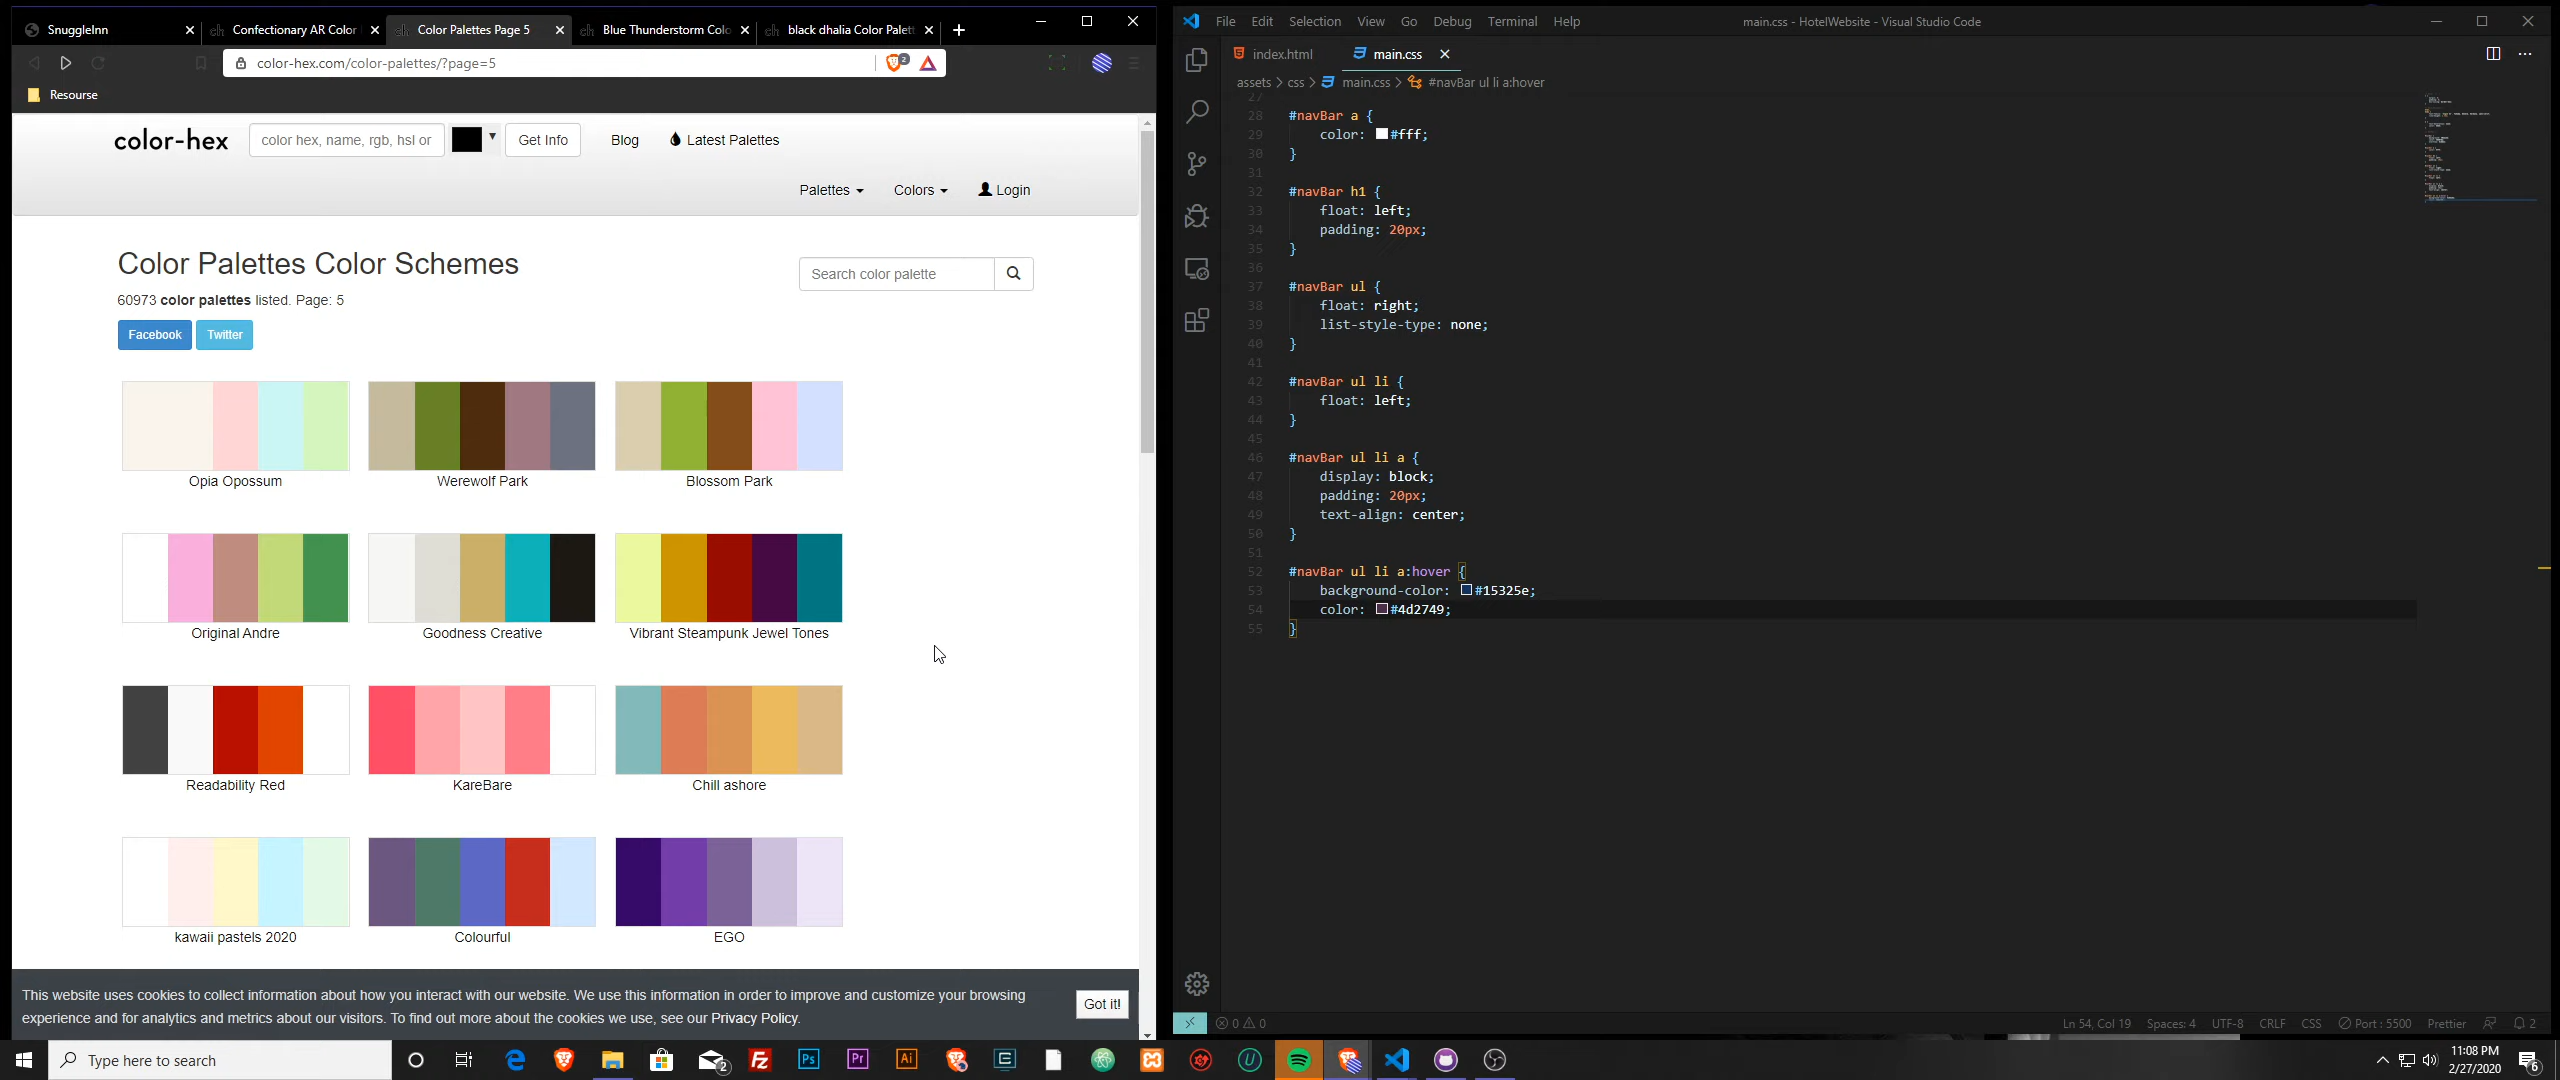 SnuggleInn
Confectionary AR Color
Color Palettes Page 5
Blue Thunderstorm Colo
black dhalia Color Palett
color-hex.com/color-palettes/?page=5
2
Resourse
color-hex
color hex, name, rgb, hsl or
Get Info
Blog
Latest Palettes
Palettes
Colors
Login
Color Palettes Color Schemes
60973 color palettes listed. Page: 5
Search color palette
Facebook
Twitter
Opia Opossum
Werewolf Park
Blossom Park
Original Andre
Goodness Creative
Vibrant Steampunk Jewel Tones
Readability Red
KareBare
Chill ashore
kawaii pastels 2020
Colourful
EGO
This website uses cookies to collect information about how you interact with our website. We use this information in order to improve and customize your browsing
experience and for analytics and metrics about our visitors. To find out more about the cookies we use, see our Privacy Policy.
Got it!
File Edit Selection View Go Debug Terminal Help
main.css - HotelWebsite - Visual Studio Code
index.html
main.css
assets > css > main.css > #navBar ul li a:hover
27
28 #navBar a {
29 color: #fff;
30 }
31
32 #navBar h1 {
33 float: left;
34 padding: 20px;
35 }
36
37 #navBar ul {
38 float: right;
39 list-style-type: none;
40 }
41
42 #navBar ul li {
43 float: left;
44 }
45
46 #navBar ul li a {
47 display: block;
48 padding: 20px;
49 text-align: center;
50 }
51
52 #navBar ul li a:hover {
53 background-color: #15325e;
54 color: #4d2749;
55 }
0 0
Ln 54, Col 19
Spaces: 4
UTF-8
CRLF
CSS
Port : 5500
Prettier
2
Type here to search
2
Fz
Ps
Pr
Ai
11:08 PM
2/27/2020
6